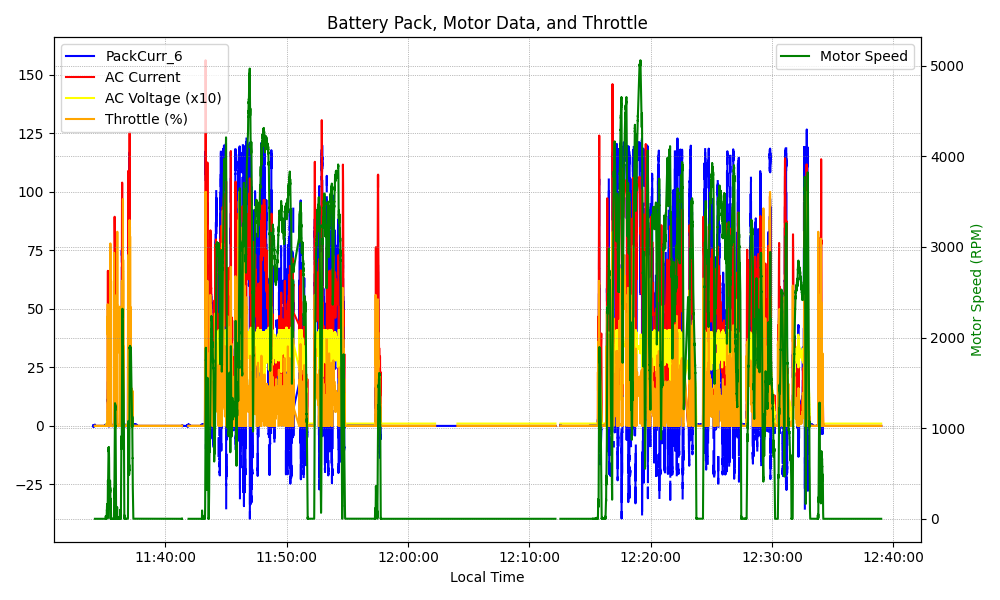 Battery Pack, Motor Data, and Throttle
PackCurr_6
AC Current
AC Voltage (x10)
Throttle (%)
Motor Speed
150
125
100
75
50
25
0
−25
5000
4000
3000
2000
1000
0
Motor Speed (RPM)
11:40:00
11:50:00
12:00:00
12:10:00
12:20:00
12:30:00
12:40:00
Local Time